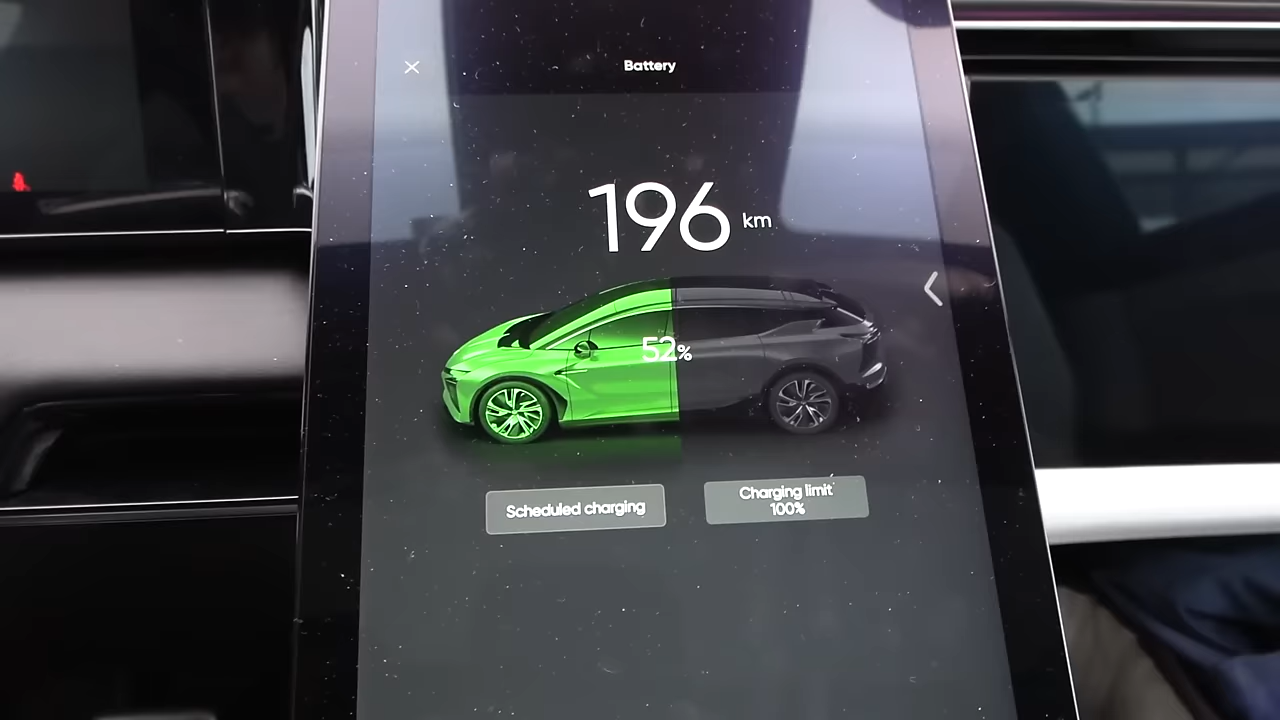 Battery
196 km
52%
Scheduled charging
Charging limit
100%